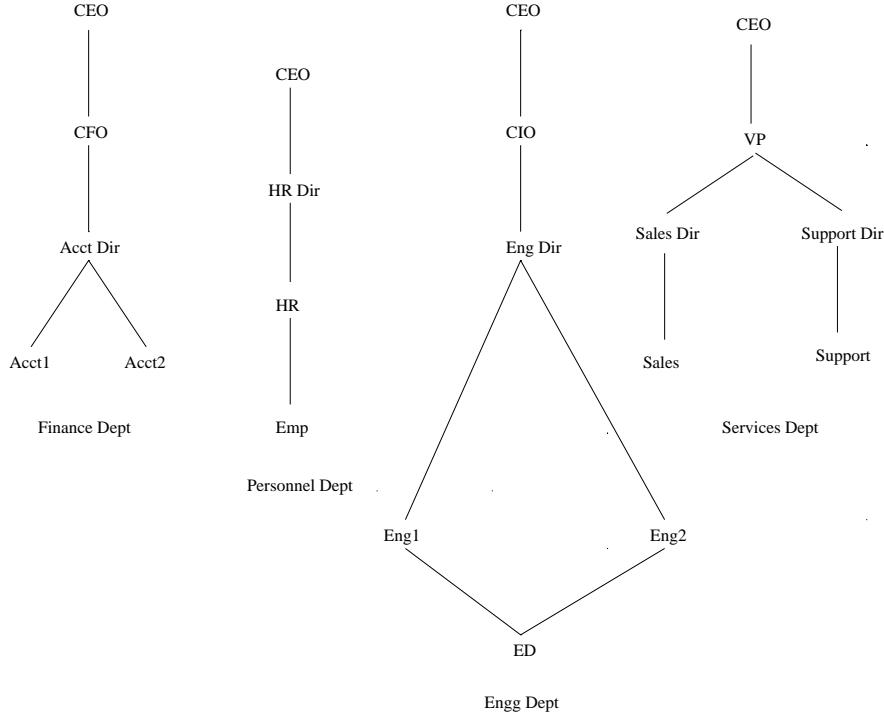 CEO
CFO
Acct Dir
Acct1
Acct2
Finance Dept
CEO
HR Dir
HR
Emp
Personnel Dept
CEO
CIO
Eng Dir
Eng1
Eng2
ED
Engg Dept
CEO
VP
Sales Dir
Support Dir
Sales
Support
Services Dept